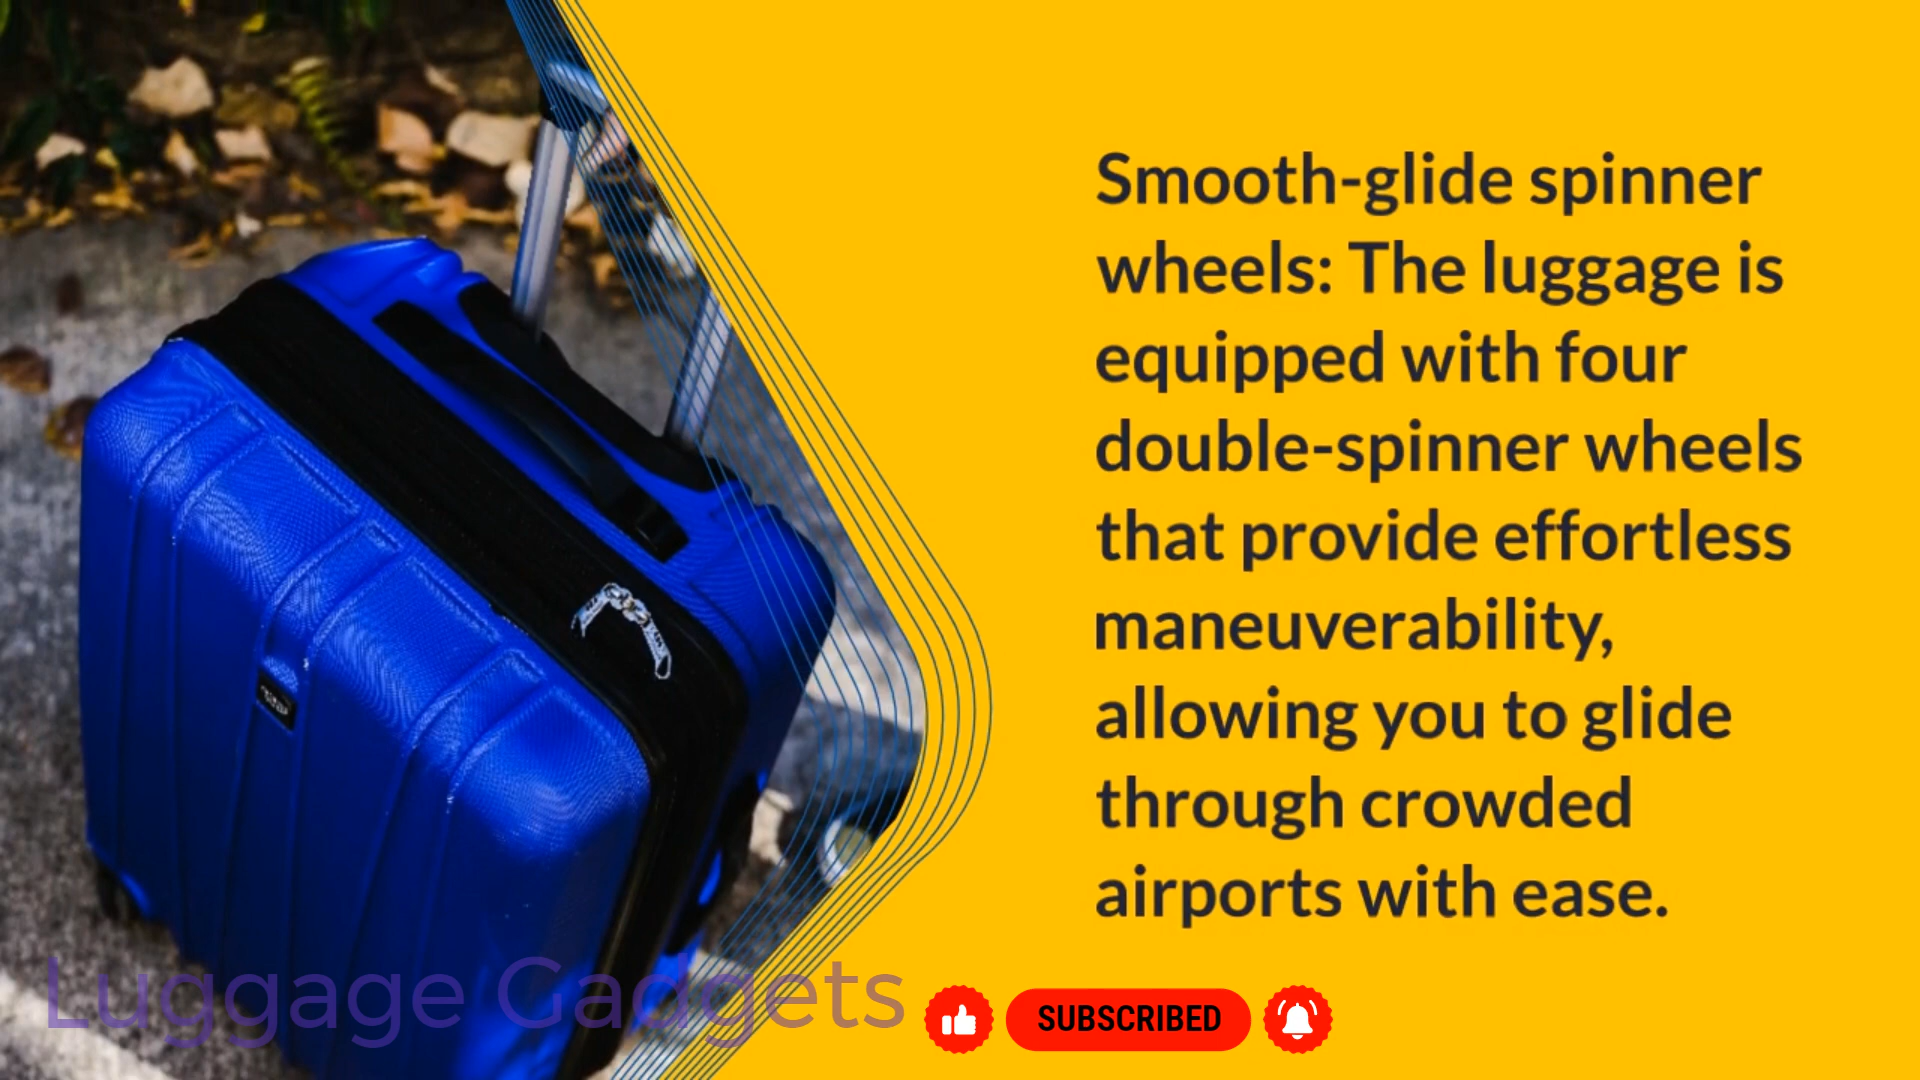 Smooth-glide spinner
wheels: The luggage is
equipped with four
double-spinner wheels
that provide effortless
maneuverability,
allowing you to glide
through crowded
airports with ease.
Luggage Gadgets
SUBSCRIBED